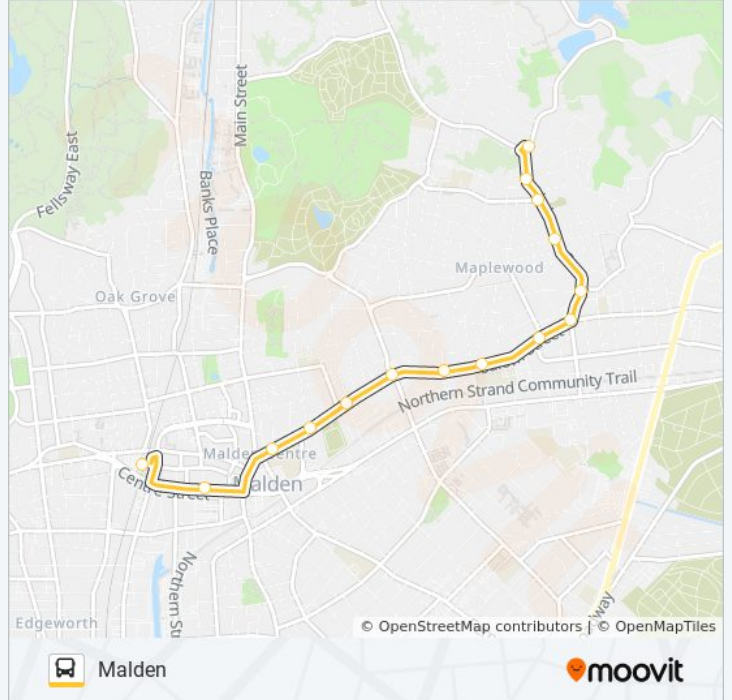 Main Street
Fellsway East
Banks Place
Maplewood
Oak Grove
Northern Strand Community Trail
Malden Centre
Centre Street
Malden
Northern St
Edgeworth
© OpenStreetMap contributors | © OpenMapTiles
Malden
moovit